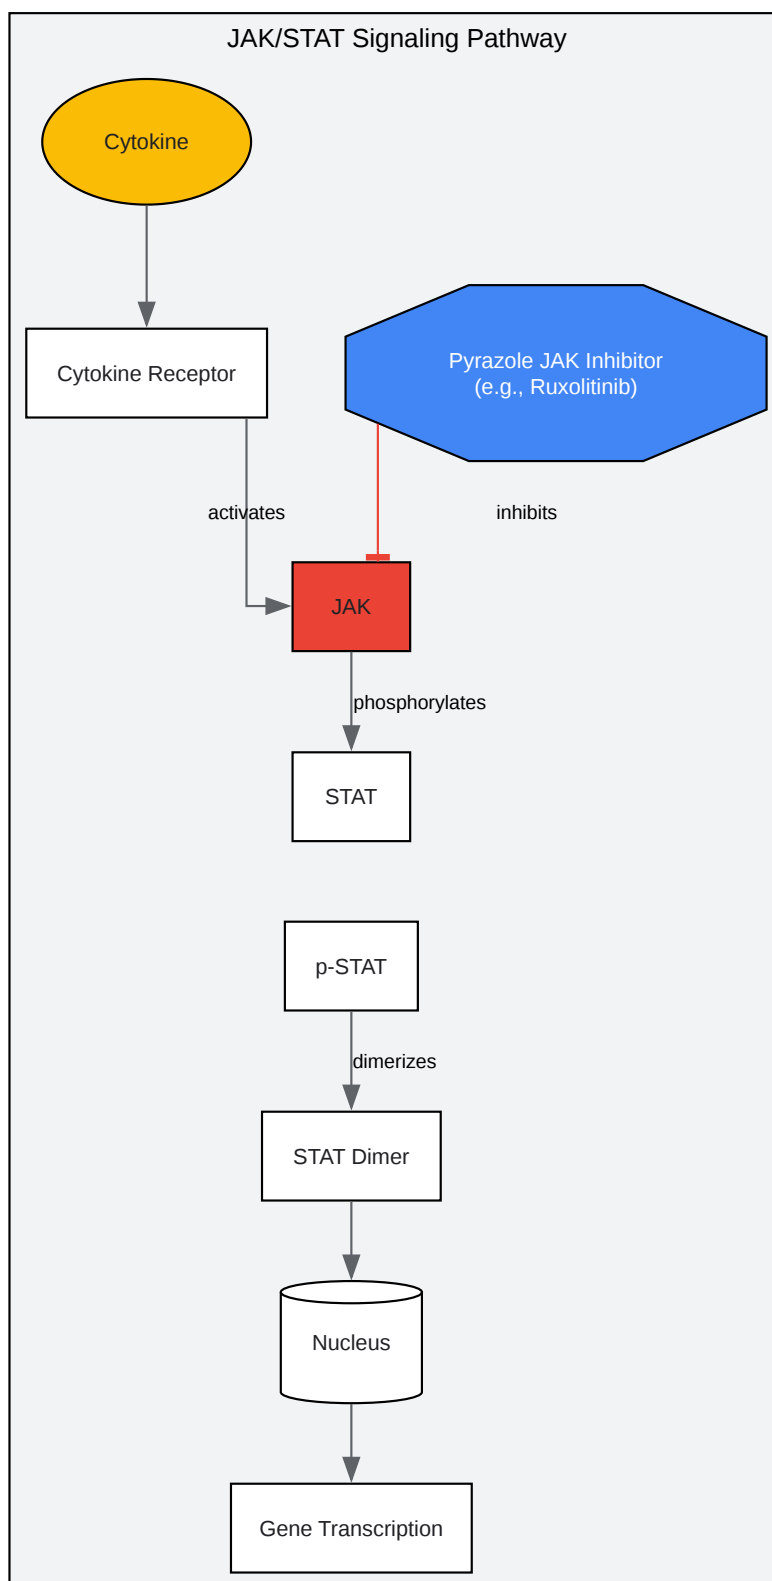 JAK/STAT Signaling Pathway
Cytokine
Cytokine Receptor
Pyrazole JAK Inhibitor
(e.g., Ruxolitinib)
activates
inhibits
JAK
phosphorylates
STAT
p-STAT
dimerizes
STAT Dimer
Nucleus
Gene Transcription